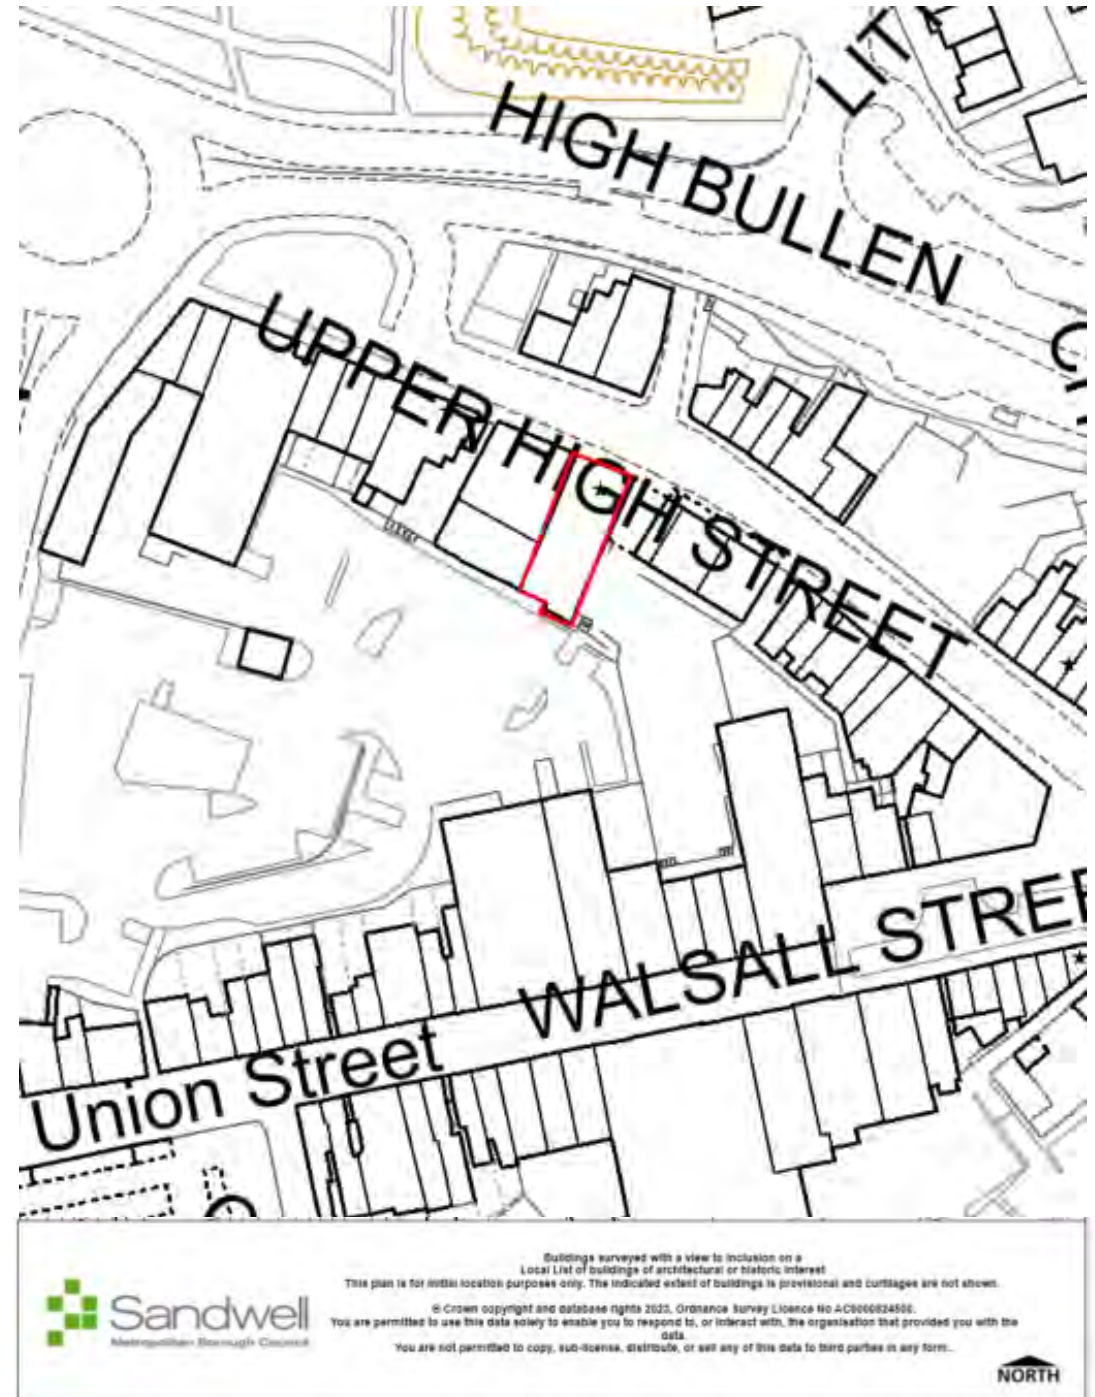 HIGH BULLEN
LIT
UPPER HIGH STREET
WALSALL STREE
Union Street
Sandwell
Metropolitan Borough Council
Buildings surveyed with a view to inclusion on a
Local List of buildings of architectural or historic interest
This plan is for initial location purposes only. The indicated extent of buildings is provisional and curtilages are not shown.
© Crown copyright and database rights 2023, Ordnance Survey Licence No AC0000824500.
You are permitted to use this data solely to enable you to respond to, or interact with, the organisation that provided you with the
data.
You are not permitted to copy, sub-license, distribute, or sell any of this data to third parties in any form.
NORTH